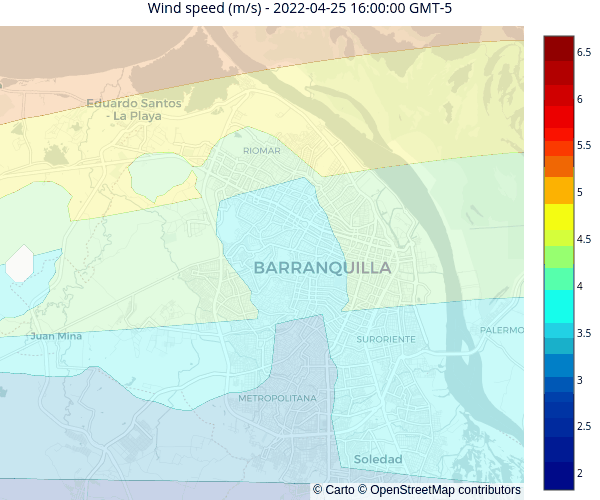 Wind speed (m/s) - 2022-04-25 16:00:00 GMT-5
6.5
Eduardo Santos
- La Playa
6
RIOMAR
5.5
5
4.5
BARRANQUILLA
4
Juan Mina
SURORIENTE
PALERMO
3.5
3
METROPOLITANA
2.5
Soledad
2
© Carto © OpenStreetMap contributors